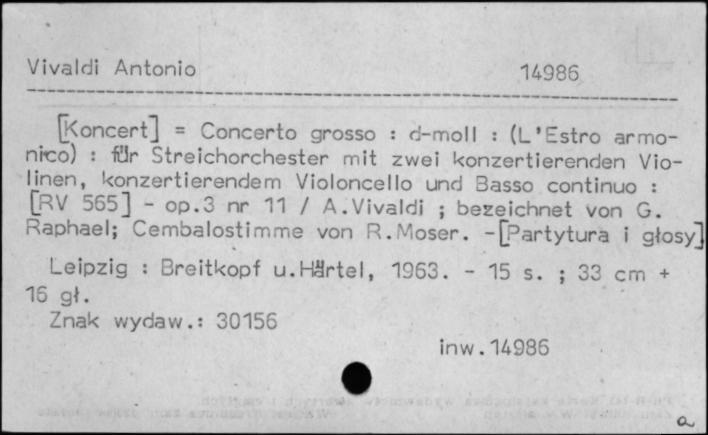 Vivaldi Antonio 14986
[Koncert] = Concerto grosso : d-moll : (L'Estro armo-
nico) : für Streichorchester mit zwei konzertierenden Vio-
linen, konzertierendem Violoncello und Basso continuo :
[RV 565] - op.3 nr 11 / A.Vivaldi ; bezeichnet von G.
Raphael; Cembalostimme von R.Moser. -[Partytura i głosy]
Leipzig : Breitkopf u.Härtel, 1963. - 15 s. ; 33 cm +
16 gł.
Znak wydaw.: 30156
inw.14986
a